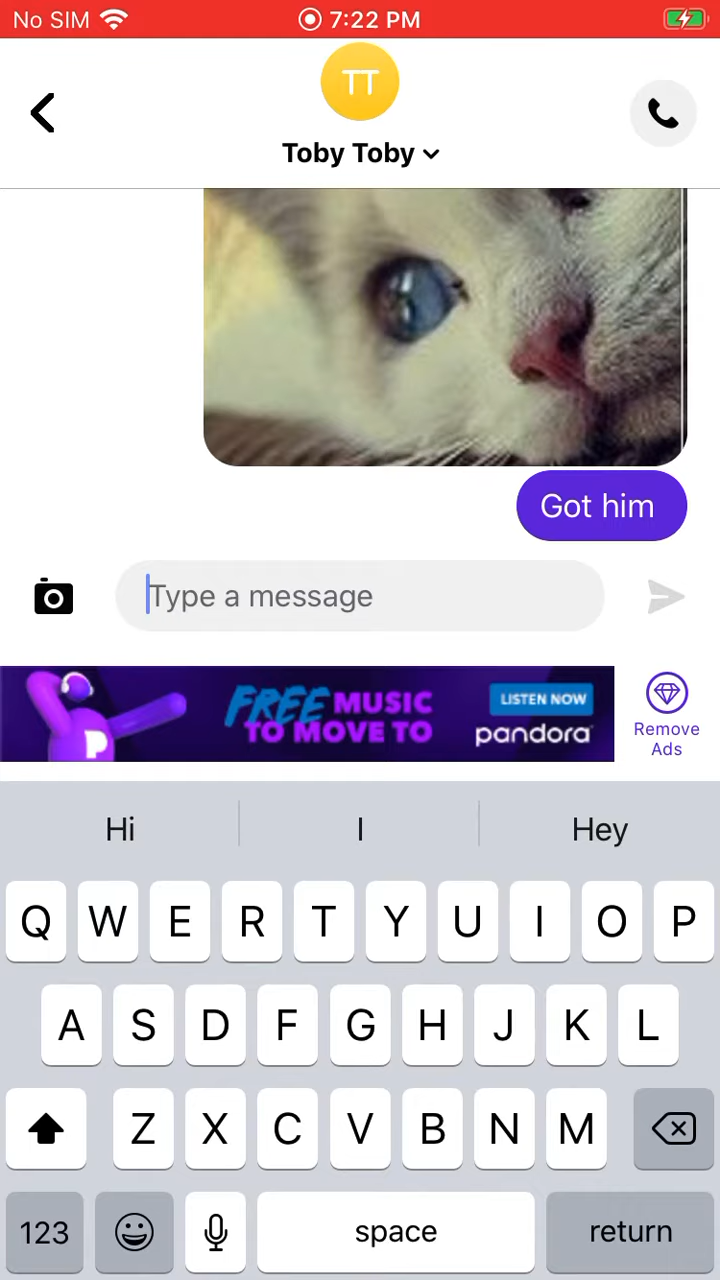 No SIM 7:22 PM
TT
Toby Toby
Got him
Type a message
FREE MUSIC
TO MOVE TO
LISTEN NOW
pandora
Remove
Ads
Hi I Hey
Q W E R T Y U I O P
A S D F G H J K L
Z X C V B N M
123 space return